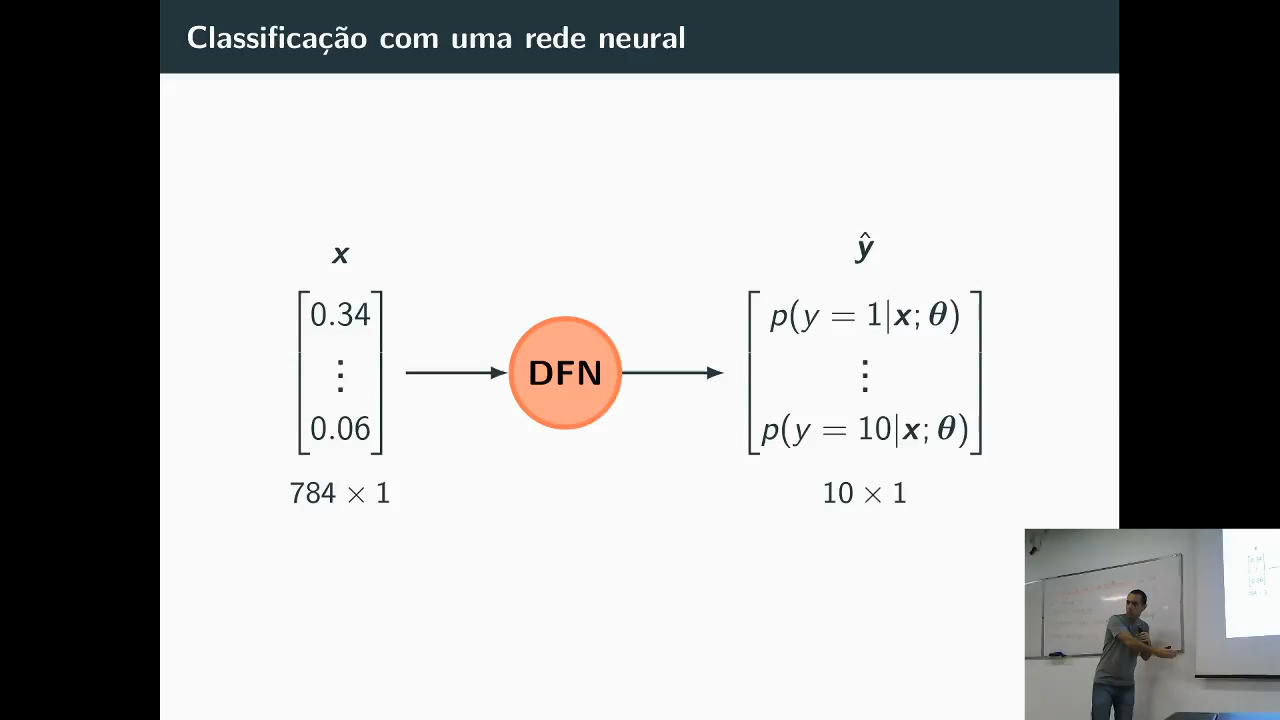 Classificação com uma rede neural
x
ŷ
0.34
⋮
0.06
784 × 1
DFN
p(y = 1|x; θ)
⋮
p(y = 10|x; θ)
10 × 1